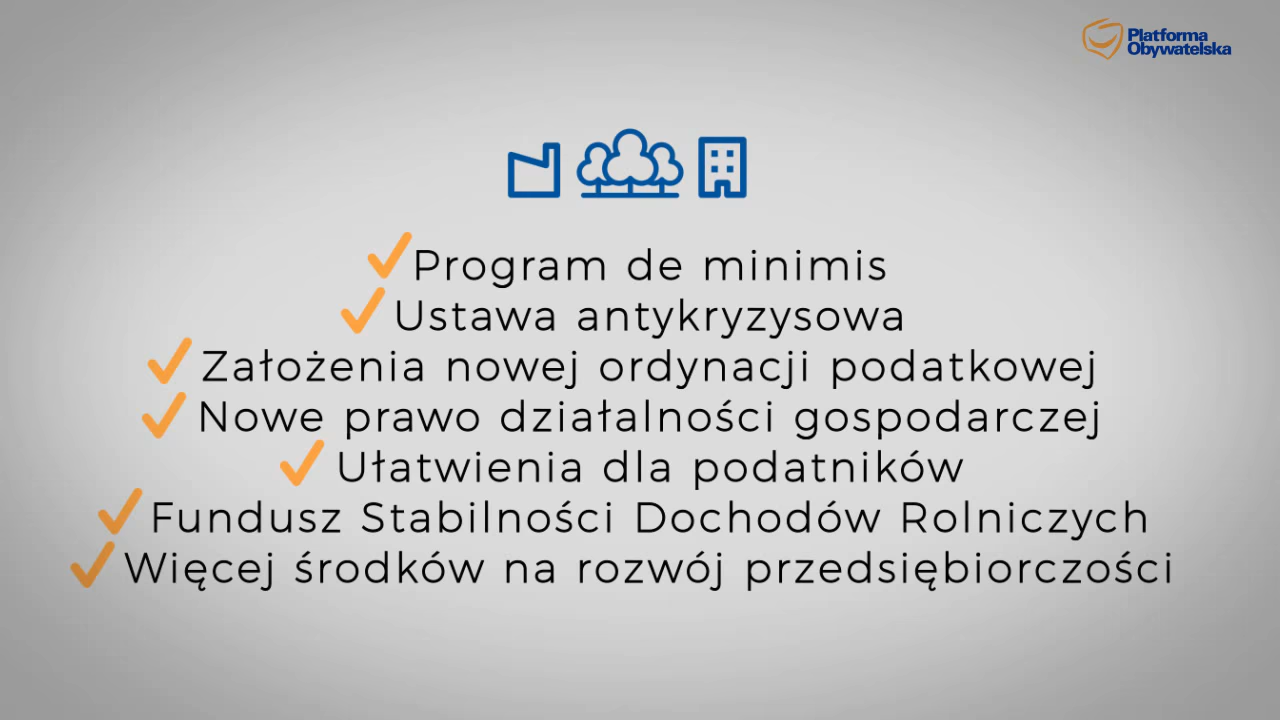 Platforma
Obywatelska
Program de minimis
Ustawa antykryzysowa
Założenia nowej ordynacji podatkowej
Nowe prawo działalności gospodarczej
Ułatwienia dla podatników
Fundusz Stabilności Dochodów Rolniczych
Więcej środków na rozwój przedsiębiorczości